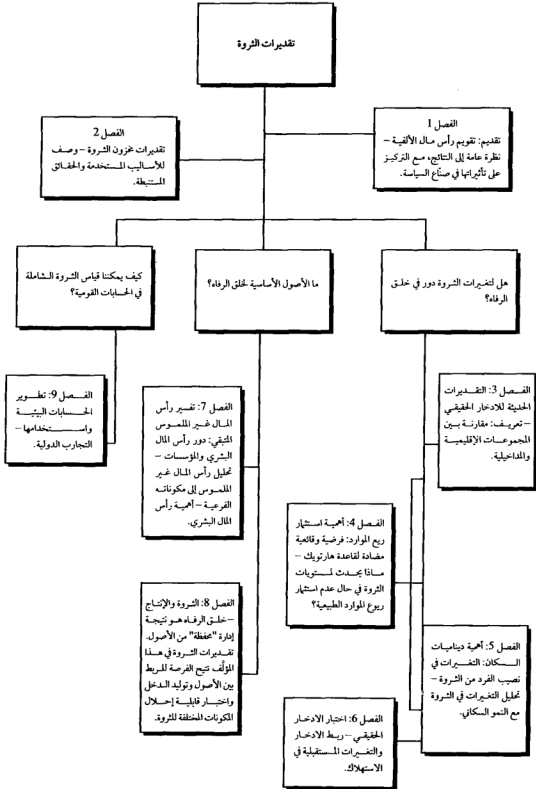 تقديرات الثروة
الفصل 1
تقديم: تقويم رأس مال الألفية –
نظرة عامة إلى النتائج، مع التركيز
على تأثيراتها في صنّاع السياسة.
الفصل 2
تقديرات مخزون الثروة – وصف
للأساليب المستخدمة والحقائق
المستنبطة.
هل لتغيرات الثروة دور في خلق
الرفاه؟
ما الأصول الأساسية لخلق الرفاه؟
كيف يمكننا قياس الثروة الشاملة
في الحسابات القومية؟
الفصل 3: التقديرات
الحديثة للادخار الحقيقي
– تعريف: مقارنة بين
المجموعات الإقليمية
والمداخيلية.
الفصل 4: أهمية استثمار
ريع الموارد: فرضية وقائعية
مضادة لقاعدة هارتويك –
ماذا يحدث لمستويات
الثروة في حال عدم استثمار
ريوع الموارد الطبيعية؟
الفصل 5: أهمية ديناميات
السكان: التغيرات في
نصيب الفرد من الثروة –
تحليل التغيرات في الثروة
مع النمو السكاني.
الفصل 6: اختبار الادخار
الحقيقي – ربط الادخار
والتغيرات المستقبلية في
الاستهلاك.
الفصل 7: تفسير رأس
المال غير الملموس
المتبقي: دور رأس المال
البشري والمؤسسات –
تحليل رأس المال غير
الملموس إلى مكوناته
الفرعية – أهمية رأس
المال البشري.
الفصل 8: الثروة والإنتاج
– خلق الرفاه هو نتيجة
إدارة "محفظة" من الأصول.
تقديرات الثروة في هذا
المؤلَّف تتيح الفرصة للربط
بين الأصول وتوليد الدخل
واختبار قابلية إحلال
المكونات المختلفة للثروة.
الفصل 9: تطوير
الحسابات البيئية
واستخدامها –
التجارب الدولية.